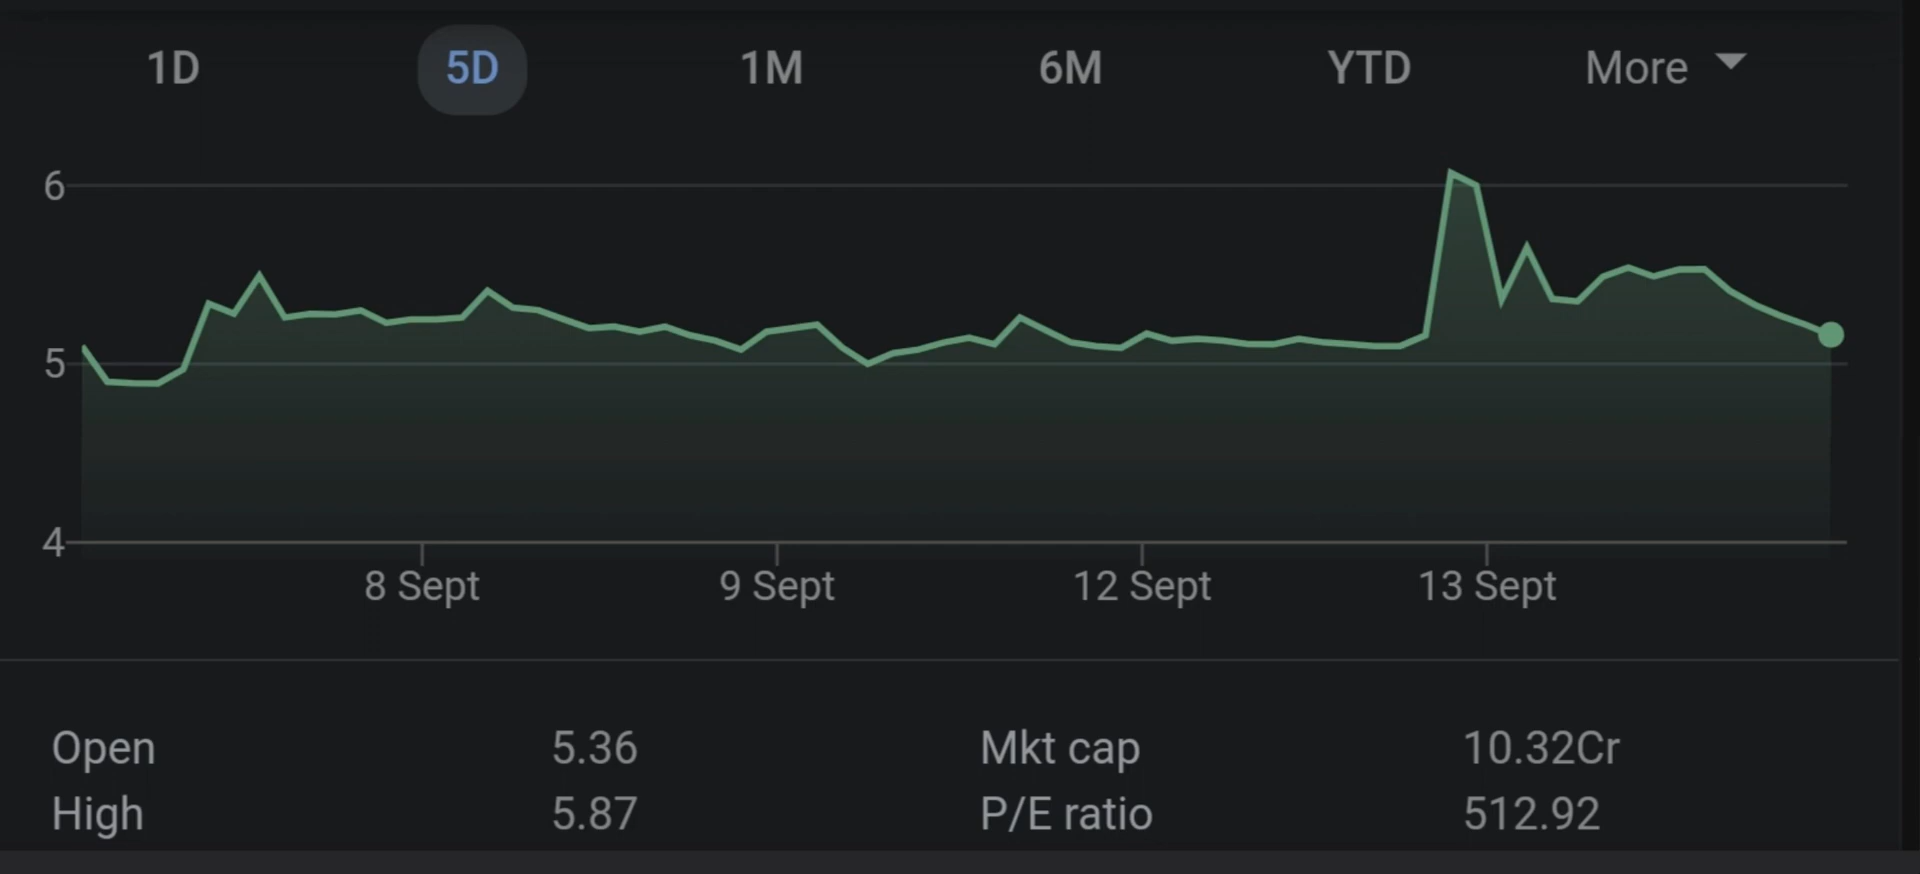 1D 5D 1M 6M YTD More
6
5
4
8 Sept 9 Sept 12 Sept 13 Sept
Open 5.36 Mkt cap 10.32Cr
High 5.87 P/E ratio 512.92